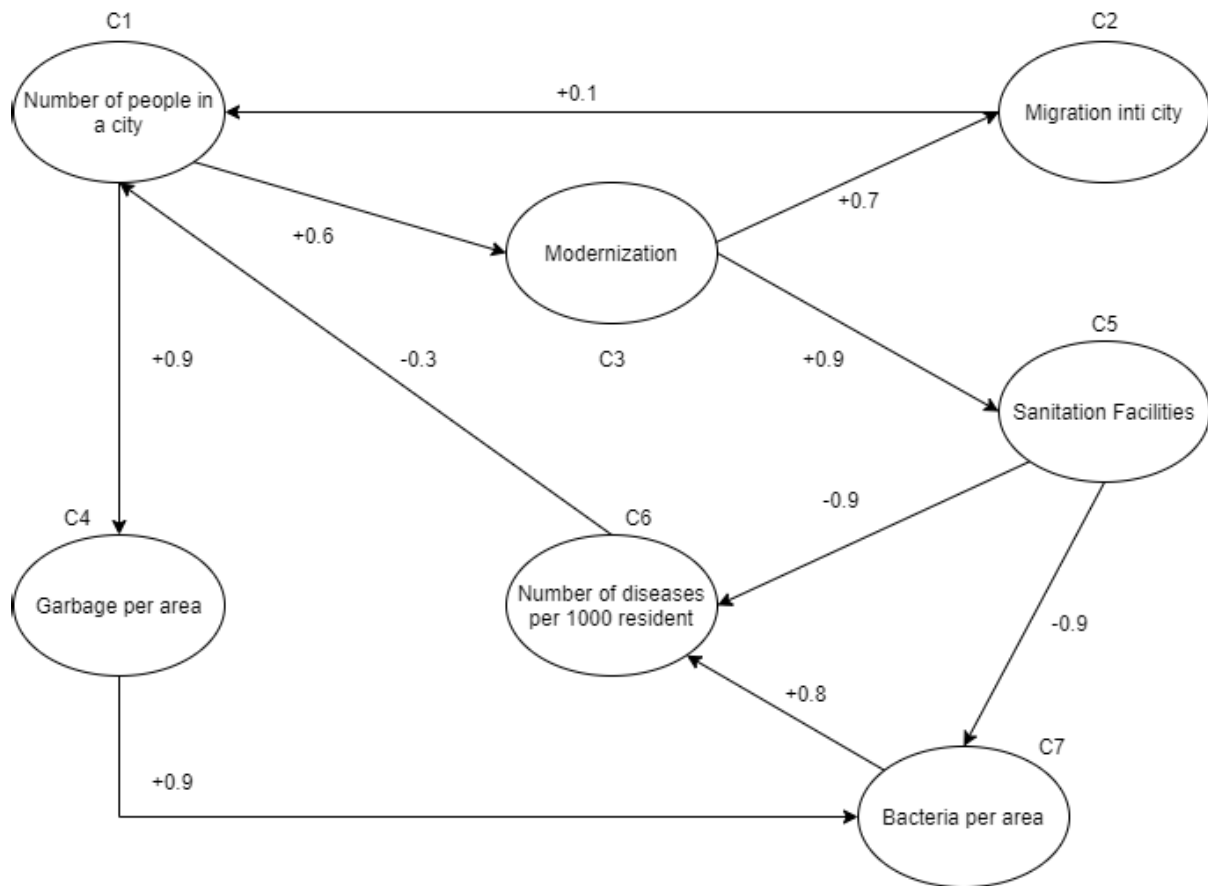 C1
C2
Number of people in
a city
+0.1
Migration inti city
+0.6
+0.7
Modernization
C3
C5
+0.9
-0.3
+0.9
Sanitation Facilities
C4
C6
-0.9
Garbage per area
Number of diseases
per 1000 resident
-0.9
+0.8
C7
+0.9
Bacteria per area